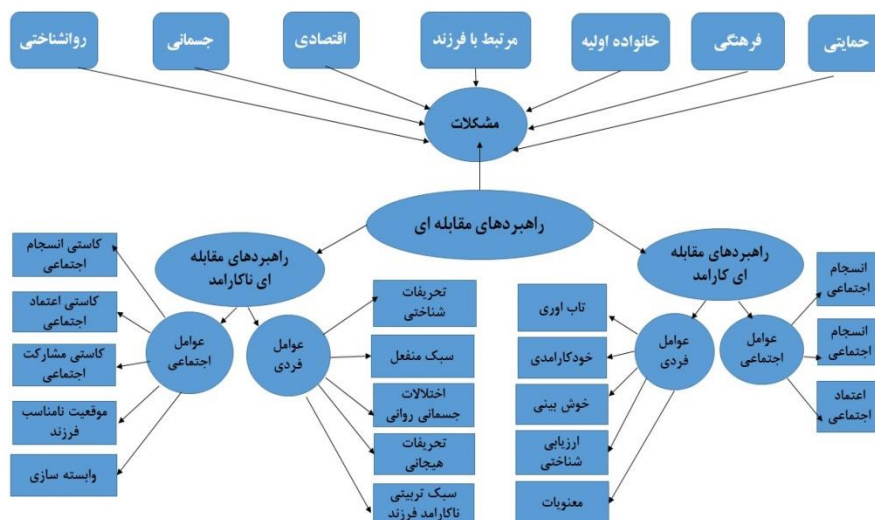 حمایتی
فرهنگی
خانواده اولیه
مرتبط با فرزند
اقتصادی
جسمانی
روانشناختی
مشکلات
راهبردهای مقابله ای
راهبردهای مقابله
ای کارامد
عوامل
اجتماعی
انسجام
اجتماعی
انسجام
اجتماعی
اعتماد
اجتماعی
عوامل
فردی
تاب اوری
خودکارامدی
خوش بینی
ارزیابی
شناختی
معنویات
راهبردهای مقابله
ای ناکارامد
عوامل
فردی
تحریفات
شناختی
سبک منفعل
اختلالات
جسمانی روانی
تحریفات
هیجانی
سبک تربیتی
ناکارامد فرزند
عوامل
اجتماعی
کاستی انسجام
اجتماعی
کاستی اعتماد
اجتماعی
کاستی مشارکت
اجتماعی
موقعیت نامناسب
فرزند
وابسته سازی